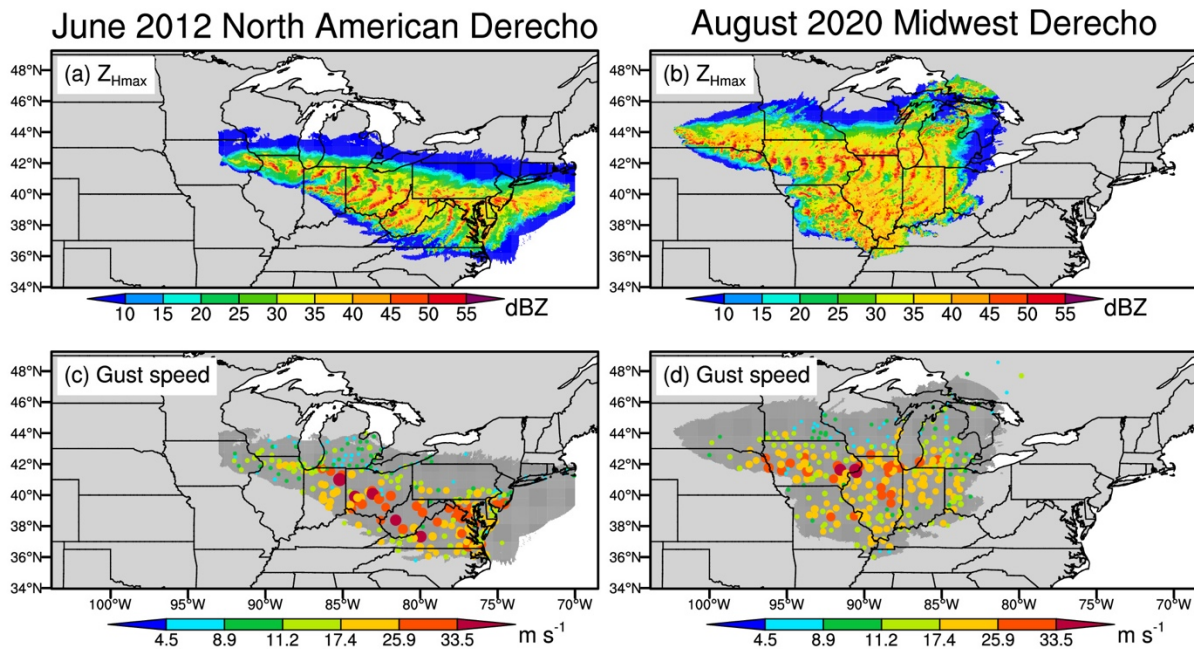 June 2012 North American Derecho
August 2020 Midwest Derecho
(a) Z_Hmax
48°N
46°N
44°N
42°N
40°N
38°N
36°N
34°N
10 15 20 25 30 35 40 45 50 55 dBZ
(b) Z_Hmax
48°N
46°N
44°N
42°N
40°N
38°N
36°N
34°N
10 15 20 25 30 35 40 45 50 55 dBZ
(c) Gust speed
48°N
46°N
44°N
42°N
40°N
38°N
36°N
34°N
100°W 95°W 90°W 85°W 80°W 75°W 70°W
4.5 8.9 11.2 17.4 25.9 33.5 m s⁻¹
(d) Gust speed
48°N
46°N
44°N
42°N
40°N
38°N
36°N
34°N
100°W 95°W 90°W 85°W 80°W 75°W 70°W
4.5 8.9 11.2 17.4 25.9 33.5 m s⁻¹